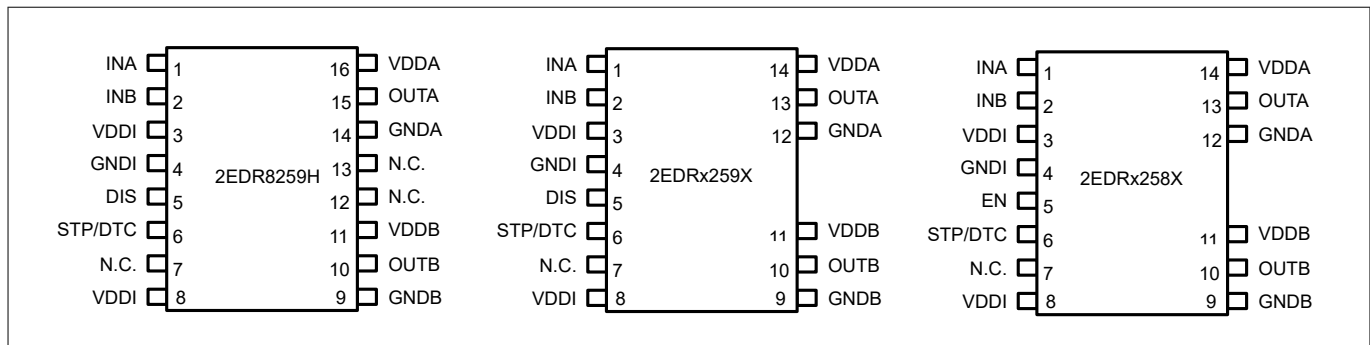 INA 1 16 VDDA
INB 2 15 OUTA
VDDI 3 14 GNDA
GNDI 4 13 N.C.
2EDR8259H
DIS 5 12 N.C.
STP/DTC 6 11 VDDB
N.C. 7 10 OUTB
VDDI 8 9 GNDB
INA 1 14 VDDA
INB 2 13 OUTA
VDDI 3 12 GNDA
GNDI 4
2EDRx259X
DIS 5
STP/DTC 6 11 VDDB
N.C. 7 10 OUTB
VDDI 8 9 GNDB
INA 1 14 VDDA
INB 2 13 OUTA
VDDI 3 12 GNDA
GNDI 4
2EDRx258X
EN 5
STP/DTC 6 11 VDDB
N.C. 7 10 OUTB
VDDI 8 9 GNDB